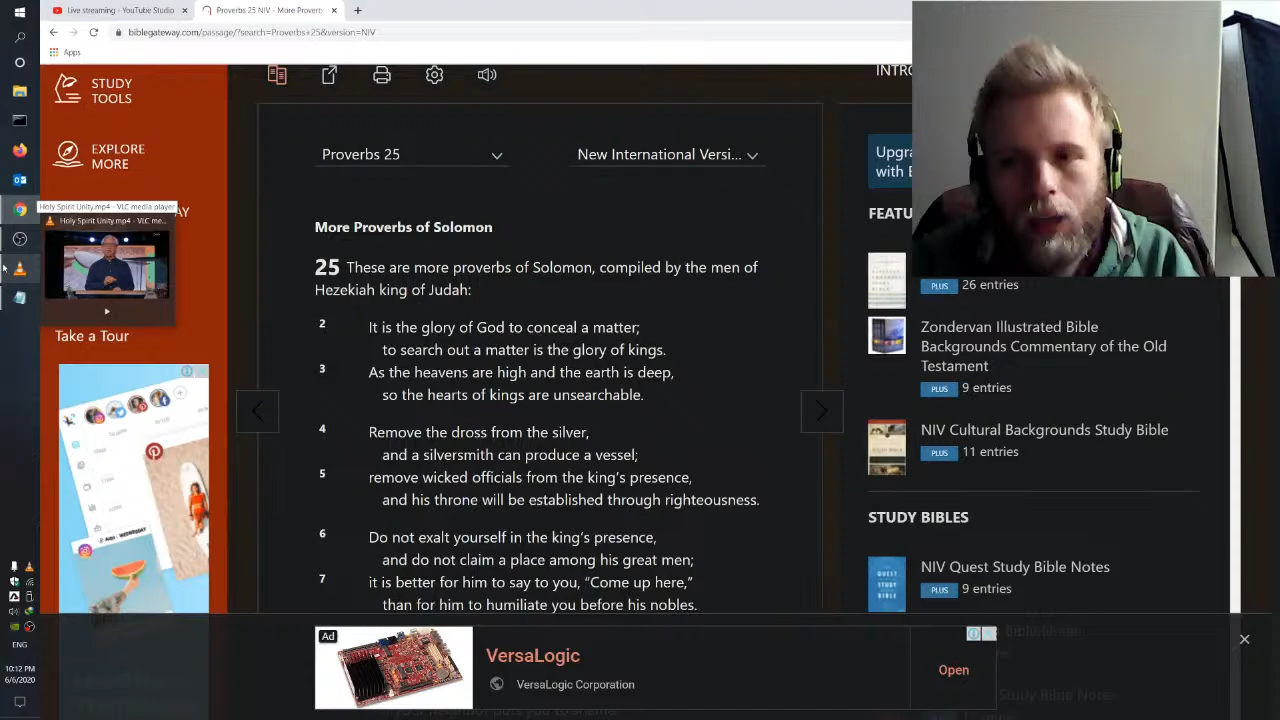 Live streaming - YouTube Studio
Proverbs 25 NIV - More Proverb
biblegateway.com/passage/?search=Proverbs+25&version=NIV
Apps
STUDY
TOOLS
EXPLORE
MORE
Holy Spirit Unity.mp4 - VLC media player
Holy Spirit Unity.mp4 - VLC me...
AY
Take a Tour
INTRO
Proverbs 25
New International Versi...
More Proverbs of Solomon
25 These are more proverbs of Solomon, compiled by the men of
Hezekiah king of Judah:
2 It is the glory of God to conceal a matter;
to search out a matter is the glory of kings.
3 As the heavens are high and the earth is deep,
so the hearts of kings are unsearchable.
4 Remove the dross from the silver,
and a silversmith can produce a vessel;
5 remove wicked officials from the king's presence,
and his throne will be established through righteousness.
6 Do not exalt yourself in the king's presence,
and do not claim a place among his great men;
7 it is better for him to say to you, “Come up here,”
than for him to humiliate you before his nobles.
Upgra
with B
FEATU
PLUS 26 entries
Zondervan Illustrated Bible
Backgrounds Commentary of the Old
Testament
PLUS 9 entries
NIV Cultural Backgrounds Study Bible
PLUS 11 entries
STUDY BIBLES
NIV Quest Study Bible Notes
PLUS 9 entries
Study Bible Notes
Ad
VersaLogic
VersaLogic Corporation
Open
ENG
10:12 PM
6/6/2020